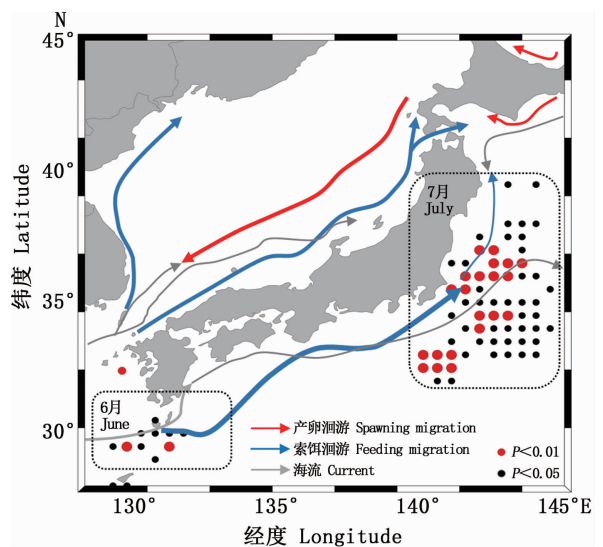 N
45°
40°
35°
30°
纬度 Latitude
7月
July
6月
June
产卵洄游 Spawning migration
索饵洄游 Feeding migration
海流 Current
P<0.01
P<0.05
130° 135° 140° 145°E
经度 Longitude